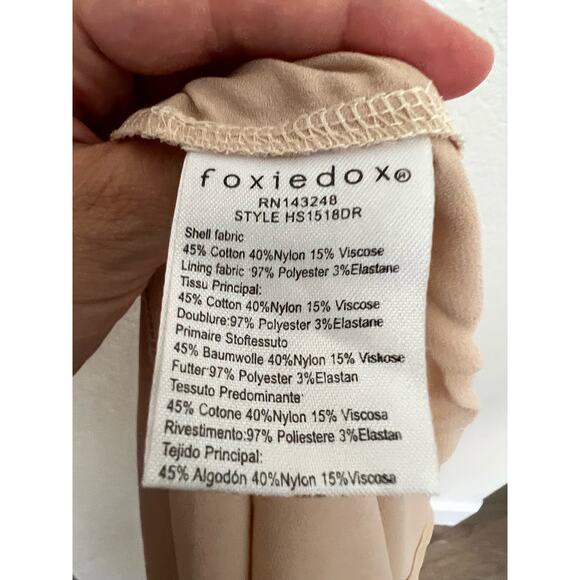 foxiedox®
RN143248
STYLE HS1518DR
Shell fabric
45% Cotton 40%Nylon 15% Viscose
Lining fabric :97% Polyester 3%Elastane
Tissu Principal:
45% Cotton 40%Nylon 15% Viscose
Doublure:97% Polyester 3%Elastane
Primaire Stoftessuto
45% Baumwolle 40%Nylon 15% Viskose
Futter:97% Polyester 3%Elastan
Tessuto Predominante:
45% Cotone 40%Nylon 15% Viscosa
Rivestimento:97% Poliestere 3%Elastan
Tejido Principal:
45% Algodón 40%Nylon 15%Viscosa